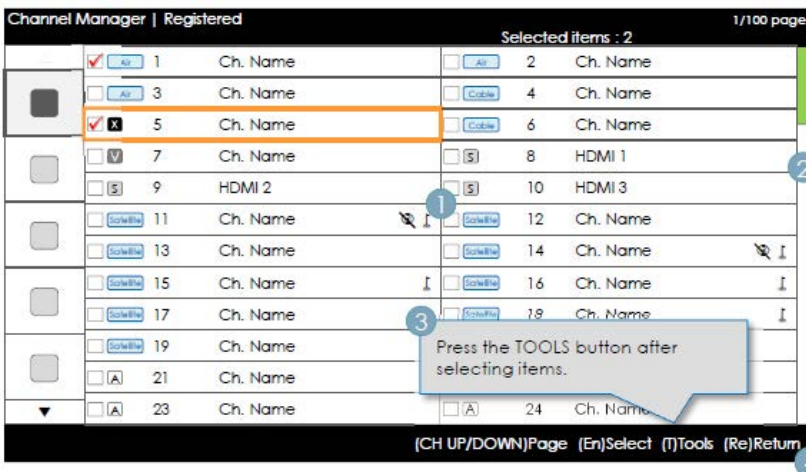 Channel Manager | Registered 1/100 page
Selected items : 2
Air 1 Ch. Name Air 2 Ch. Name
Air 3 Ch. Name Cable 4 Ch. Name
X 5 Ch. Name Cable 6 Ch. Name
V 7 Ch. Name S 8 HDMI 1
2
S 9 HDMI 2 S 10 HDMI 3
1
Satellite 11 Ch. Name Satellite 12 Ch. Name
Satellite 13 Ch. Name Satellite 14 Ch. Name
Satellite 15 Ch. Name Satellite 16 Ch. Name
Satellite 17 Ch. Name Satellite 18 Ch. Name
3
Press the TOOLS button after
selecting items.
Satellite 19 Ch. Name
A 21 Ch. Name
A 23 Ch. Name A 24 Ch. Name
(CH UP/DOWN)Page (En)Select (T)Tools (Re)Return